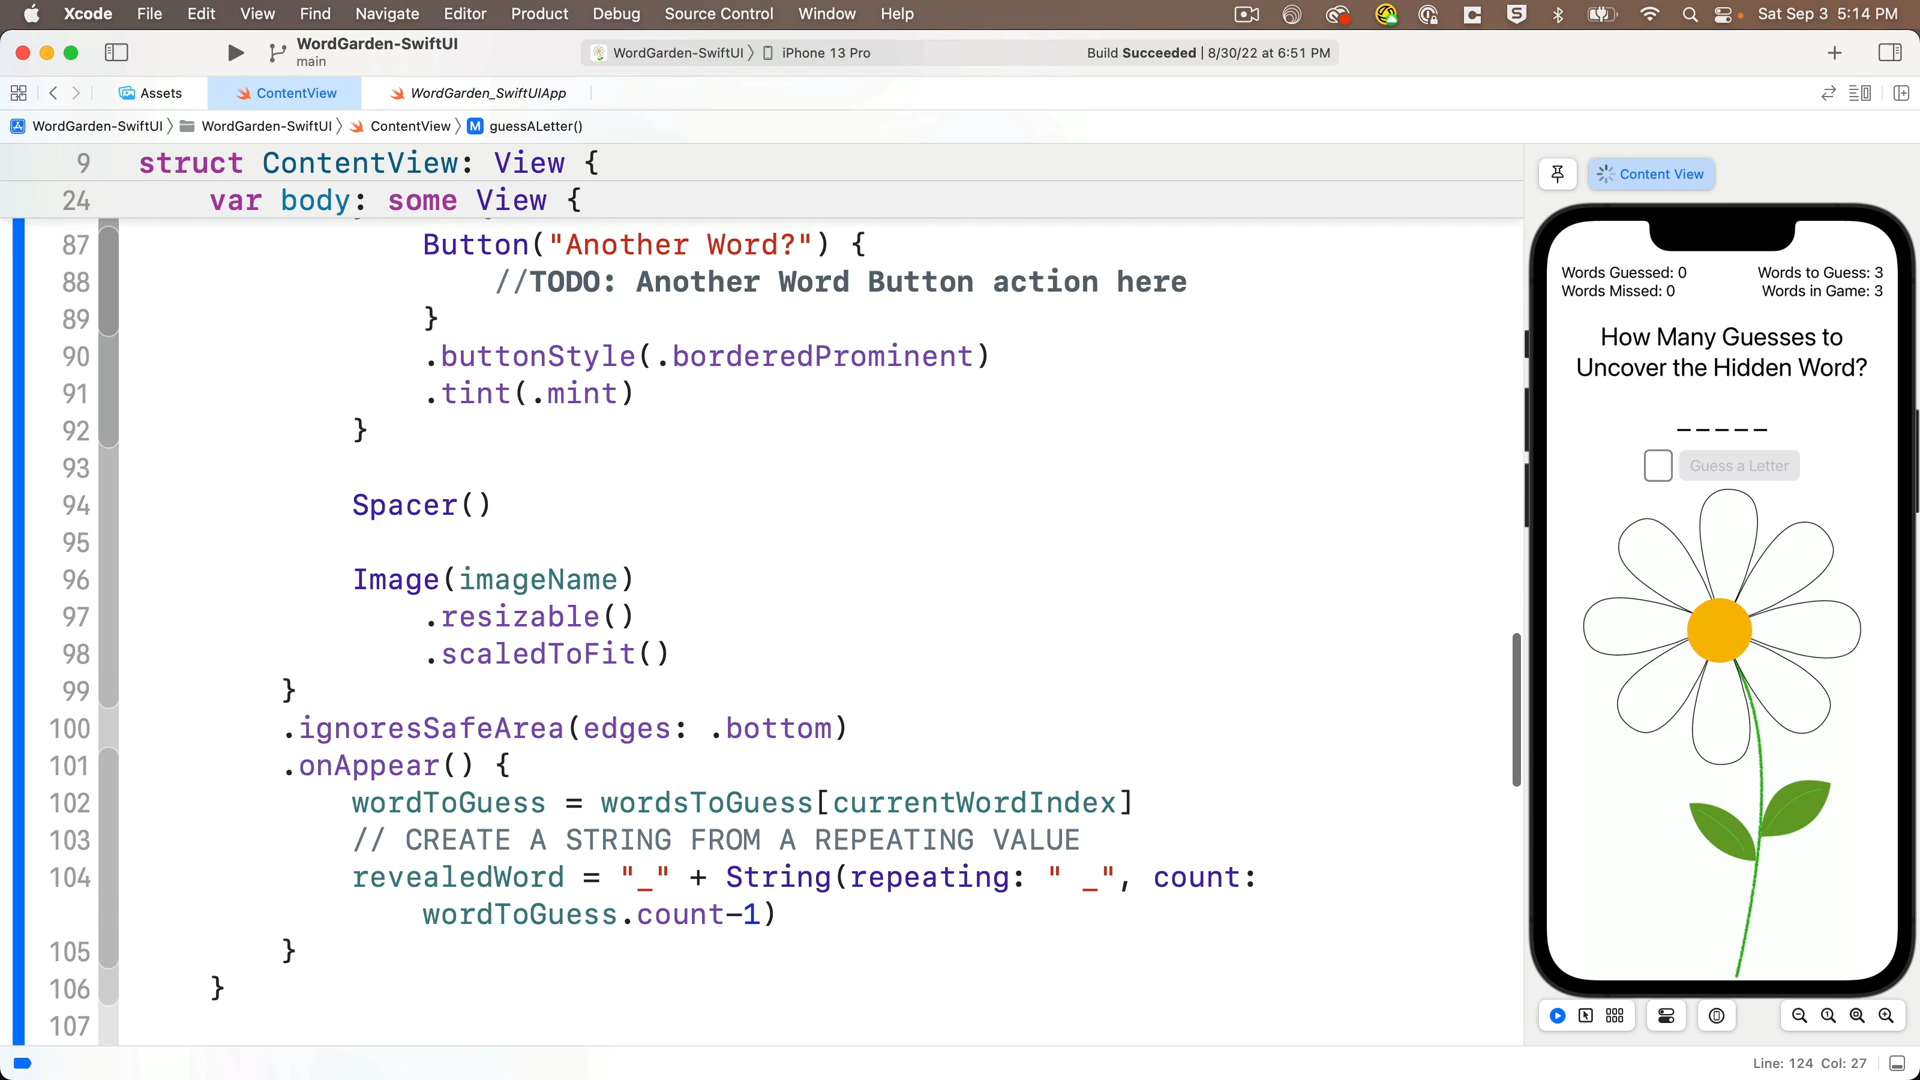 Xcode File Edit View Find Navigate Editor Product Debug Source Control Window Help Sat Sep 3 5:14 PM
WordGarden-SwiftUI
main
WordGarden-SwiftUI iPhone 13 Pro
Build Succeeded | 8/30/22 at 6:51 PM
Assets ContentView WordGarden_SwiftUIApp
WordGarden-SwiftUI WordGarden-SwiftUI ContentView M guessALetter()
9 struct ContentView: View {
24 var body: some View {
87 Button("Another Word?") {
88 //TODO: Another Word Button action here
89 }
90 .buttonStyle(.borderedProminent)
91 .tint(.mint)
92 }
93
94 Spacer()
95
96 Image(imageName)
97 .resizable()
98 .scaledToFit()
99 }
100 .ignoresSafeArea(edges: .bottom)
101 .onAppear() {
102 wordToGuess = wordsToGuess[currentWordIndex]
103 // CREATE A STRING FROM A REPEATING VALUE
104 revealedWord = "_" + String(repeating: " _", count:
wordToGuess.count-1)
105 }
106 }
107
Content View
Words Guessed: 0 Words to Guess: 3
Words Missed: 0 Words in Game: 3
How Many Guesses to
Uncover the Hidden Word?
_ _ _ _ _
Guess a Letter
Line: 124 Col: 27